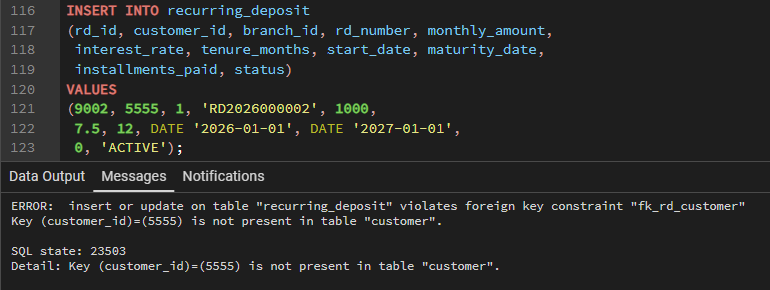 116 INSERT INTO recurring_deposit
117 (rd_id, customer_id, branch_id, rd_number, monthly_amount,
118 interest_rate, tenure_months, start_date, maturity_date,
119 installments_paid, status)
120 VALUES
121 (9002, 5555, 1, 'RD2026000002', 1000,
122 7.5, 12, DATE '2026-01-01', DATE '2027-01-01',
123 0, 'ACTIVE');
Data Output Messages Notifications
ERROR: insert or update on table "recurring_deposit" violates foreign key constraint "fk_rd_customer"
Key (customer_id)=(5555) is not present in table "customer".
SQL state: 23503
Detail: Key (customer_id)=(5555) is not present in table "customer".